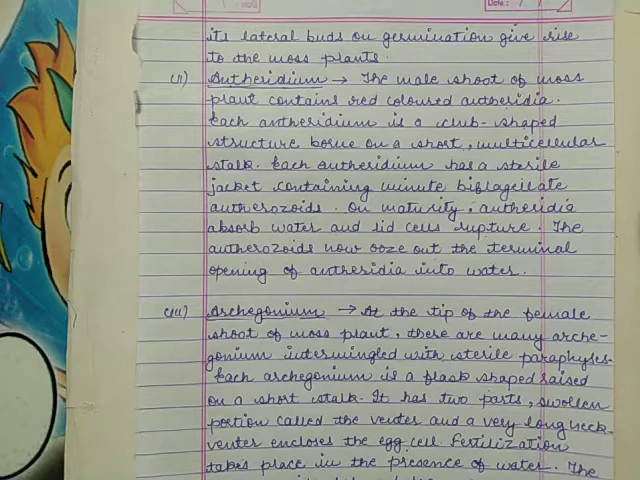 Date:
its lateral buds on germination give rise
to the moss plants.
(ii) Antheridium → The male shoot of moss
plant contains red coloured antheridia.
Each antheridium is a club-shaped
structure borne on a short, multicellular
stalk. Each antheridium has a sterile
jacket containing minute biflagellate
antherozoids. On maturity, antheridia
absorb water and lid cells rupture. The
antherozoids now ooze out the terminal
opening of antheridia into water.
(iii) Archegonium → At the tip of the female
shoot of moss plant, there are many arche-
gonium intermingled with sterile paraphyses.
Each archegonium is a flask shaped raised
on a short stalk. It has two parts, swollen
portion called the venter and a very long neck.
venter encloses the egg cell. Fertilization
takes place in the presence of water. The